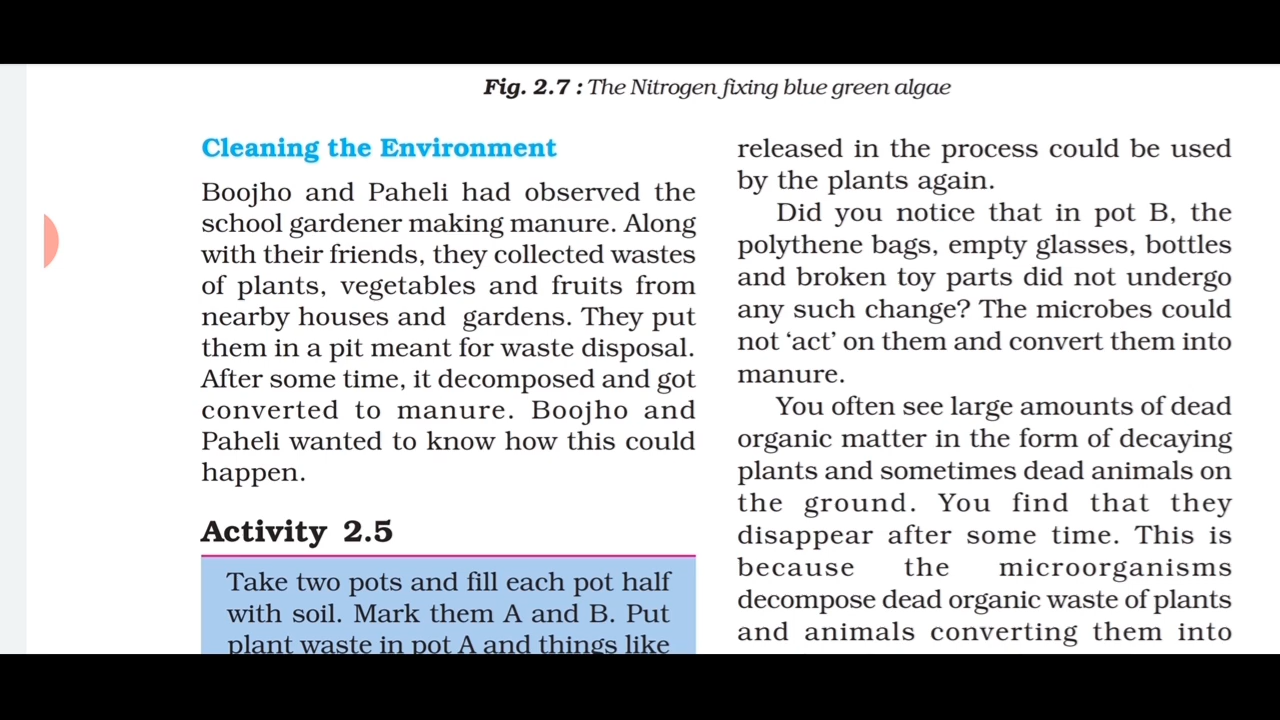 Fig. 2.7 : The Nitrogen fixing blue green algae
Cleaning the Environment
Boojho and Paheli had observed the
school gardener making manure. Along
with their friends, they collected wastes
of plants, vegetables and fruits from
nearby houses and gardens. They put
them in a pit meant for waste disposal.
After some time, it decomposed and got
converted to manure. Boojho and
Paheli wanted to know how this could
happen.
Activity 2.5
Take two pots and fill each pot half
with soil. Mark them A and B. Put
plant waste in pot A and things like
released in the process could be used
by the plants again.
Did you notice that in pot B, the
polythene bags, empty glasses, bottles
and broken toy parts did not undergo
any such change? The microbes could
not ‘act’ on them and convert them into
manure.
You often see large amounts of dead
organic matter in the form of decaying
plants and sometimes dead animals on
the ground. You find that they
disappear after some time. This is
because the microorganisms
decompose dead organic waste of plants
and animals converting them into